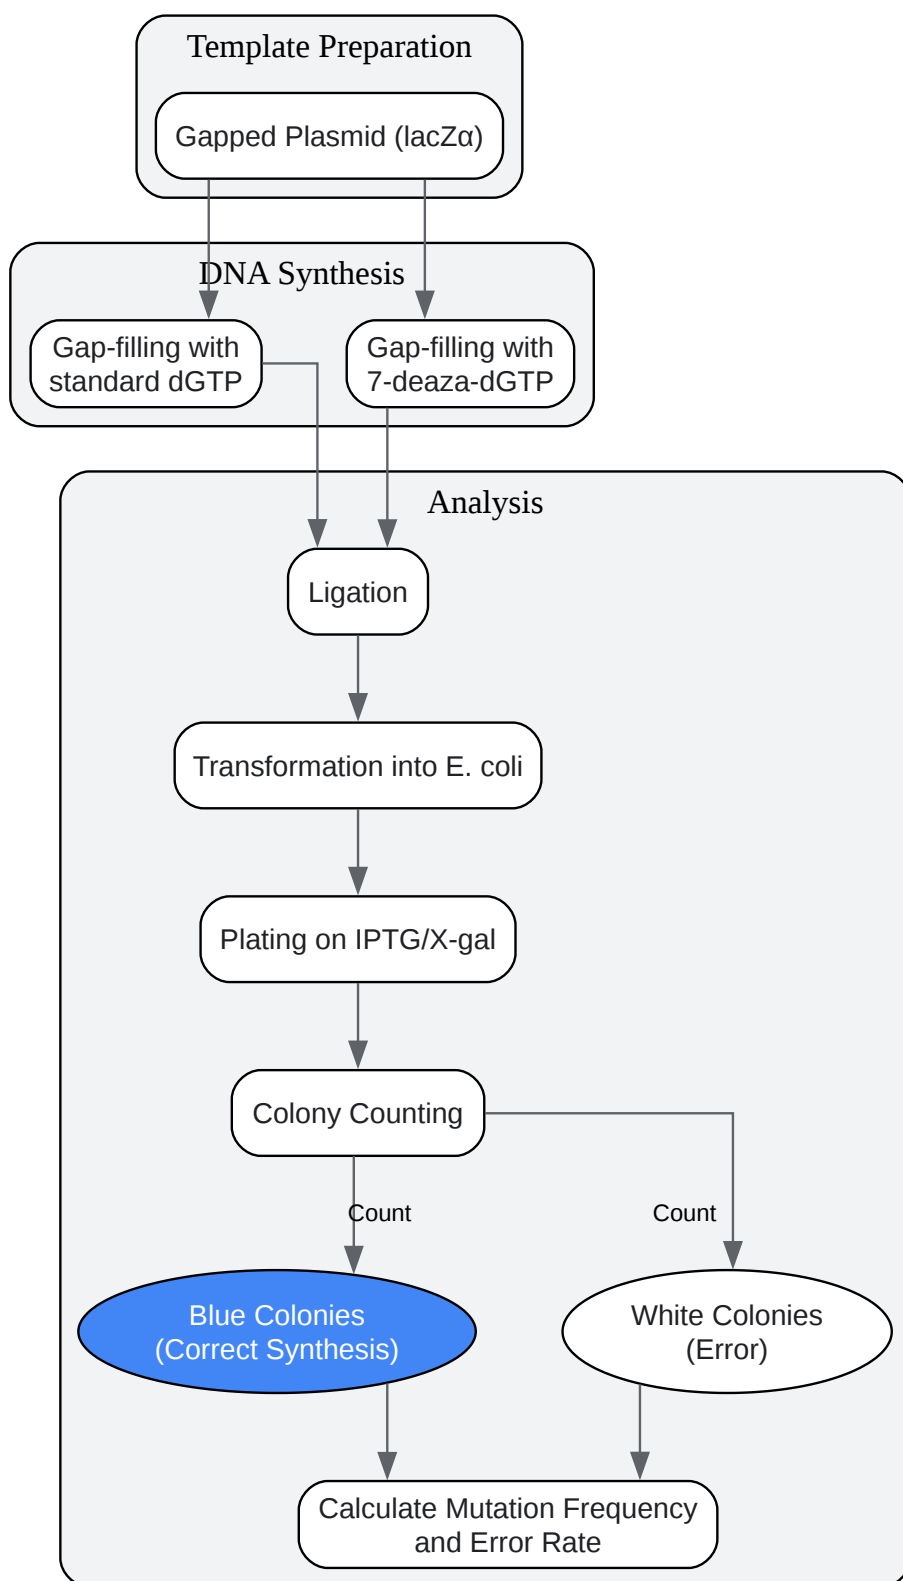 Template Preparation
Gapped Plasmid (lacZα)
DNA Synthesis
Gap-filling with
standard dGTP
Gap-filling with
7-deaza-dGTP
Analysis
Ligation
Transformation into E. coli
Plating on IPTG/X-gal
Colony Counting
Count
Count
Blue Colonies
(Correct Synthesis)
White Colonies
(Error)
Calculate Mutation Frequency
and Error Rate